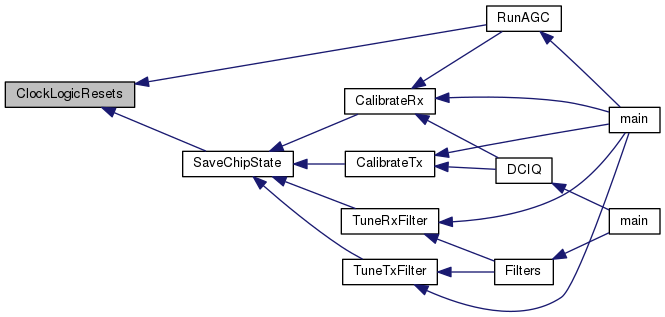 RunAGC
ClockLogicResets
CalibrateRx
main
SaveChipState
CalibrateTx
DCIQ
TuneRxFilter
main
TuneTxFilter
Filters